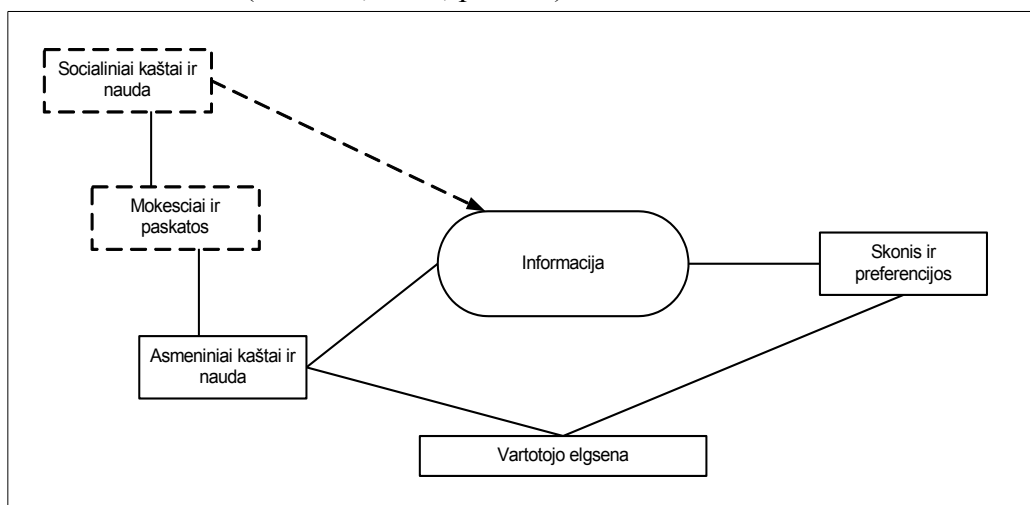 Socialiniai kaštai ir
nauda
Mokesciai ir
paskatos
Informacija
Skonis ir
preferencijos
Asmeniniai kaštai ir
nauda
Vartotojo elgsena